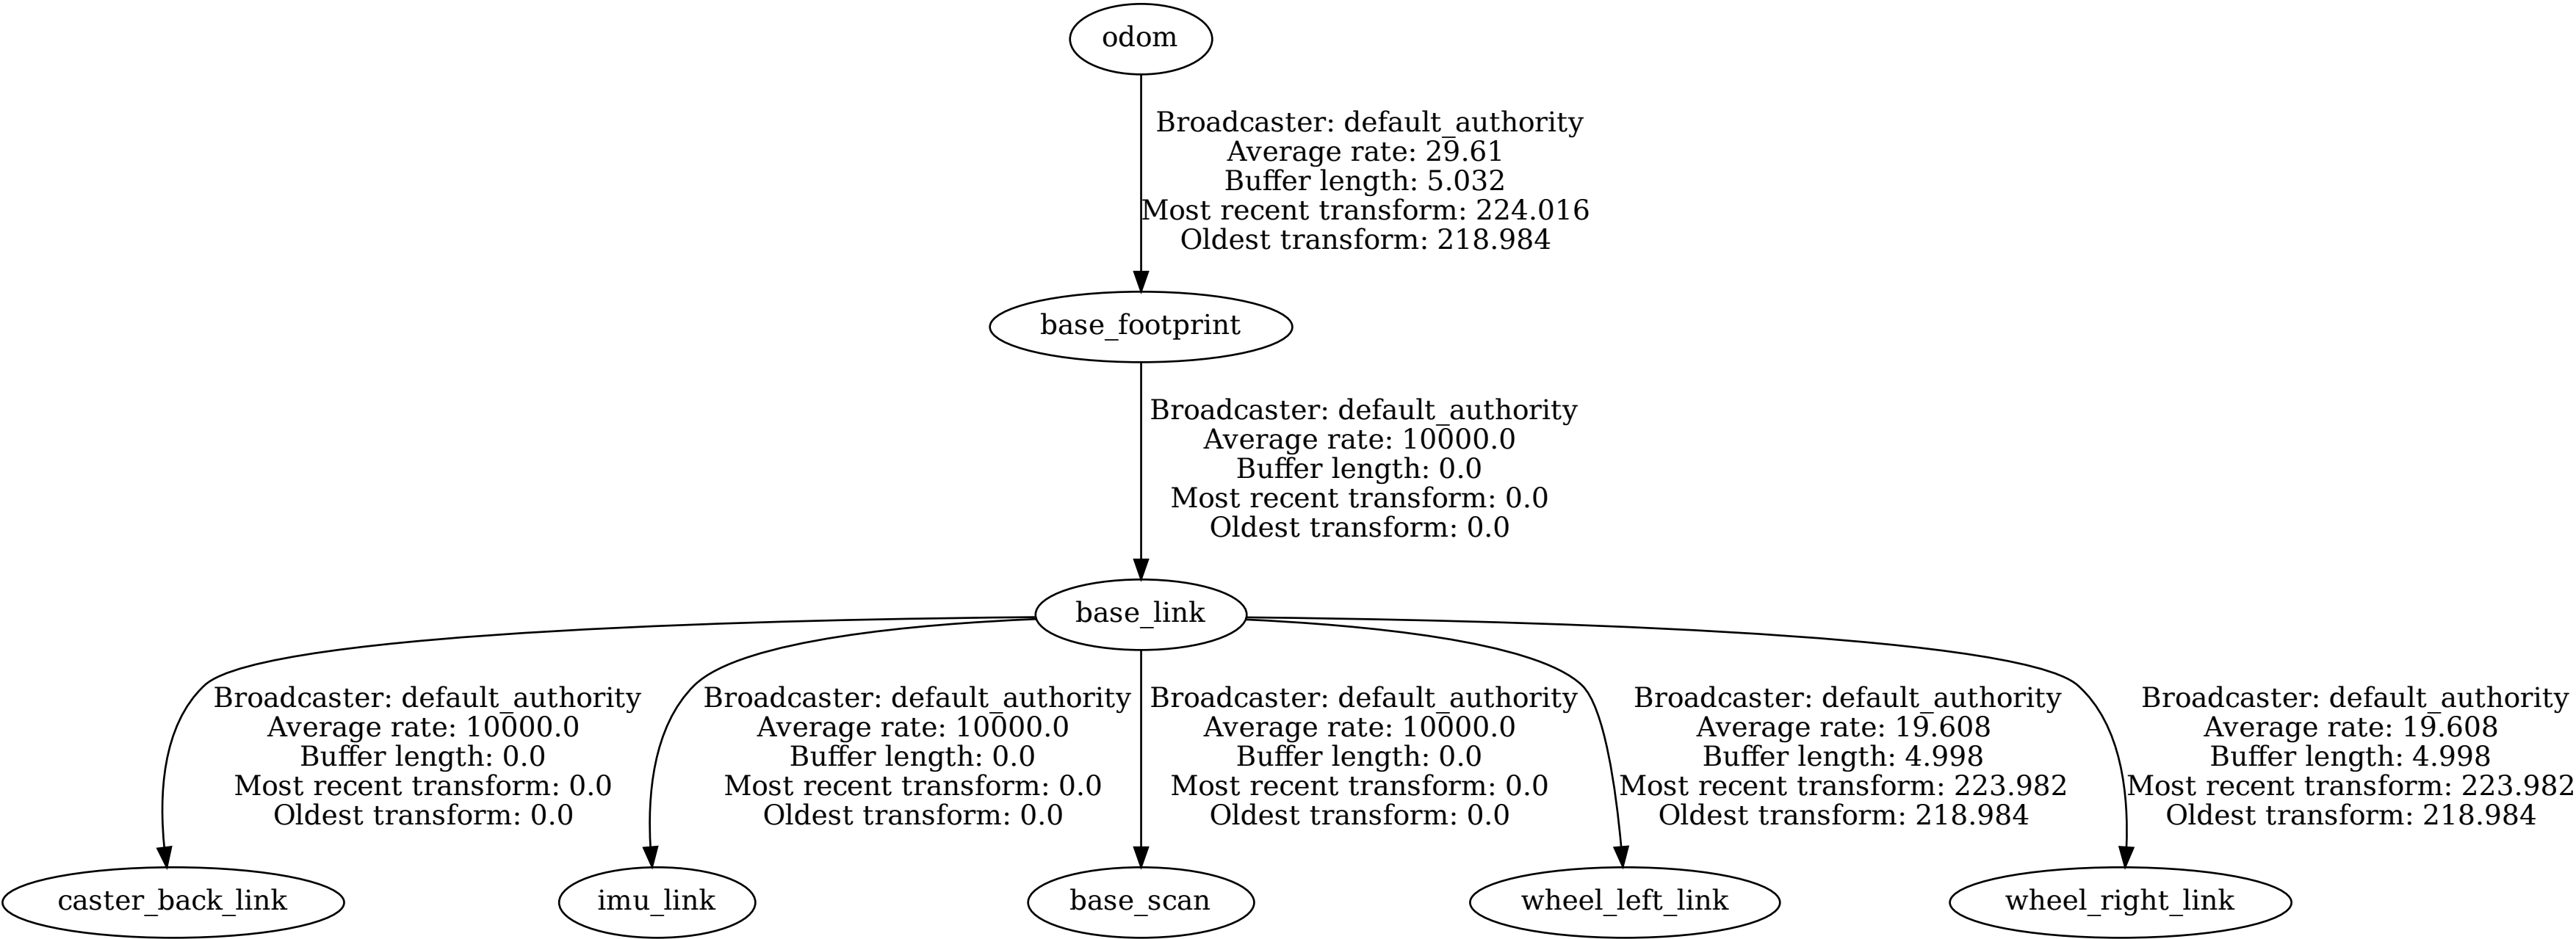 odom
Broadcaster: default_authority
Average rate: 29.61
Buffer length: 5.032
Most recent transform: 224.016
Oldest transform: 218.984
base_footprint
Broadcaster: default_authority
Average rate: 10000.0
Buffer length: 0.0
Most recent transform: 0.0
Oldest transform: 0.0
base_link
Broadcaster: default_authority
Average rate: 10000.0
Buffer length: 0.0
Most recent transform: 0.0
Oldest transform: 0.0
Broadcaster: default_authority
Average rate: 10000.0
Buffer length: 0.0
Most recent transform: 0.0
Oldest transform: 0.0
Broadcaster: default_authority
Average rate: 10000.0
Buffer length: 0.0
Most recent transform: 0.0
Oldest transform: 0.0
Broadcaster: default_authority
Average rate: 19.608
Buffer length: 4.998
Most recent transform: 223.982
Oldest transform: 218.984
Broadcaster: default_authority
Average rate: 19.608
Buffer length: 4.998
Most recent transform: 223.982
Oldest transform: 218.984
caster_back_link
imu_link
base_scan
wheel_left_link
wheel_right_link